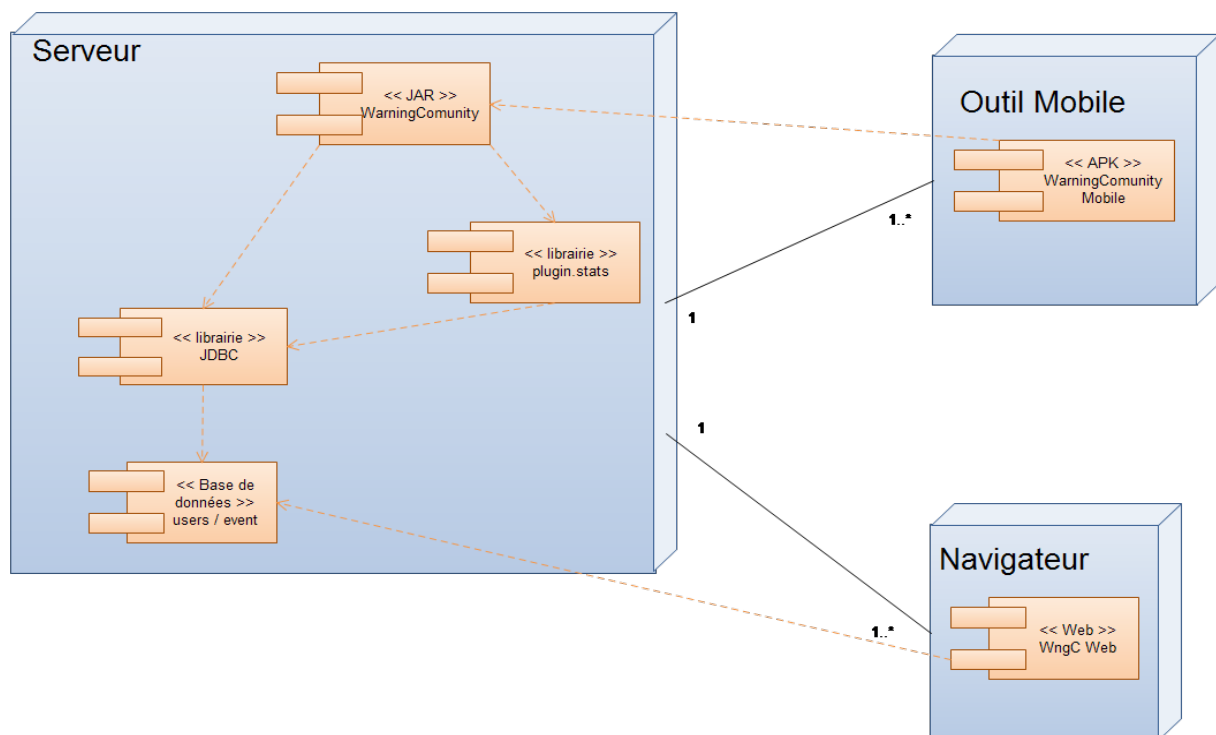 Serveur
<< JAR >>
WarningComunity
<< librairie >>
plugin.stats
<< librairie >>
JDBC
<< Base de
données >>
users / event
Outil Mobile
<< APK >>
WarningComunity
Mobile
1..*
1
1
1..*
Navigateur
<< Web >>
WngC Web